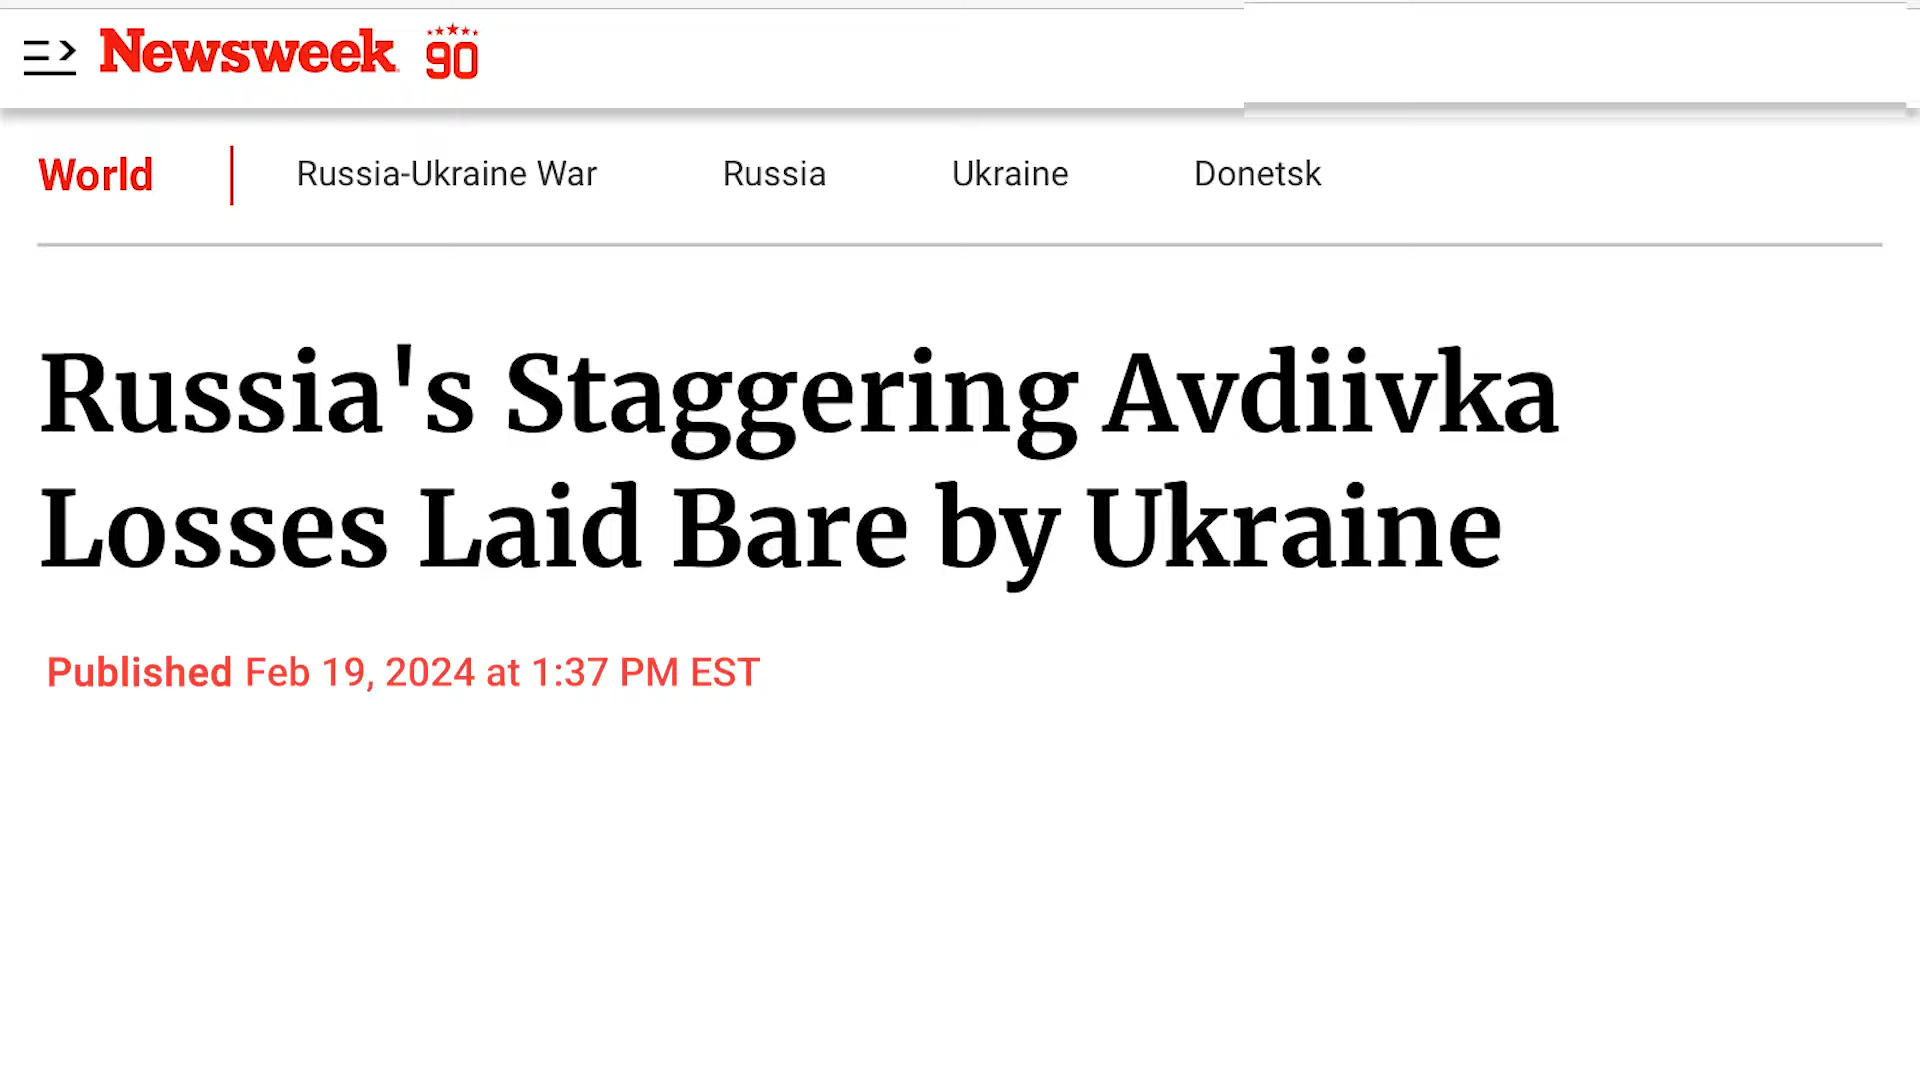 Newsweek 90
World Russia-Ukraine War Russia Ukraine Donetsk
Russia's Staggering Avdiivka
Losses Laid Bare by Ukraine
Published Feb 19, 2024 at 1:37 PM EST